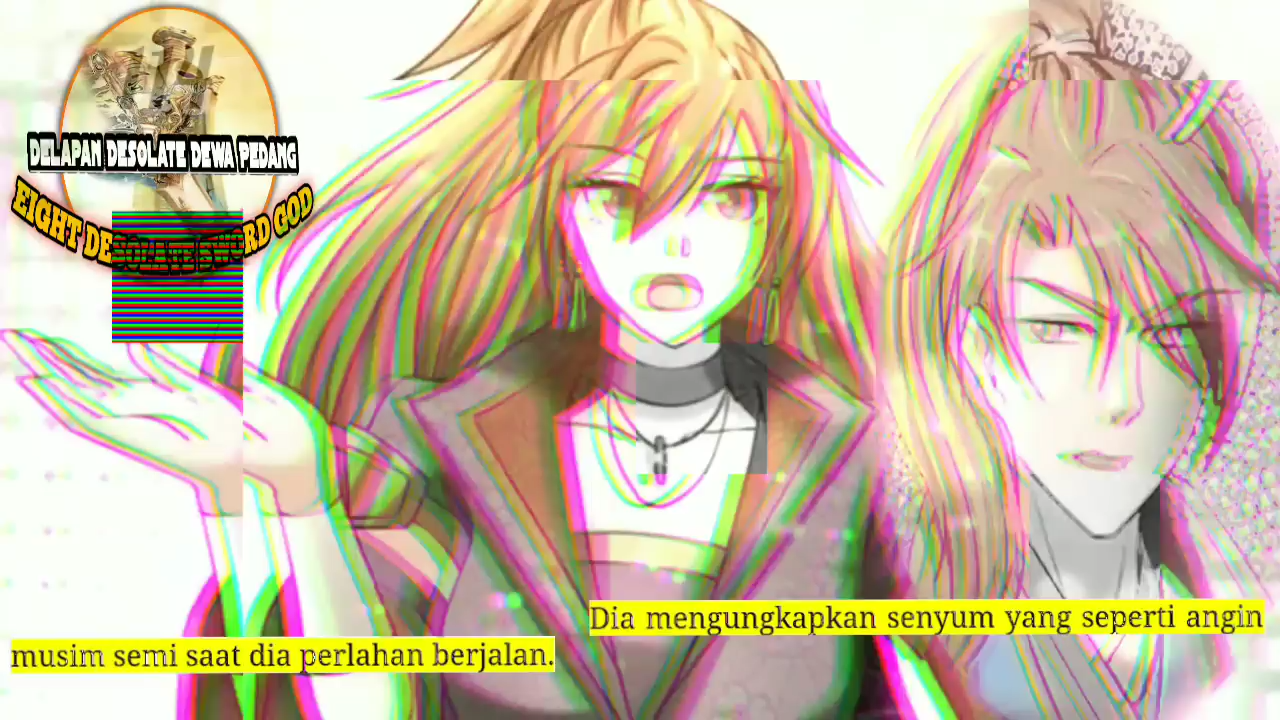 DELAPAN DESOLATE DEWA PEDANG
EIGHT DESOLATE SWORD GOD
Dia mengungkapkan senyum yang seperti angin
musim semi saat dia perlahan berjalan.